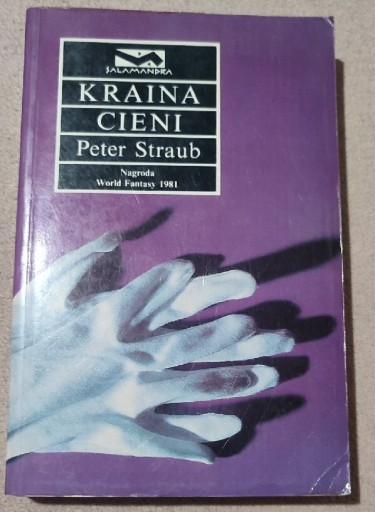 SALAMANDRA
KRAINA
CIENI
Peter Straub
Nagroda
World Fantasy 1981